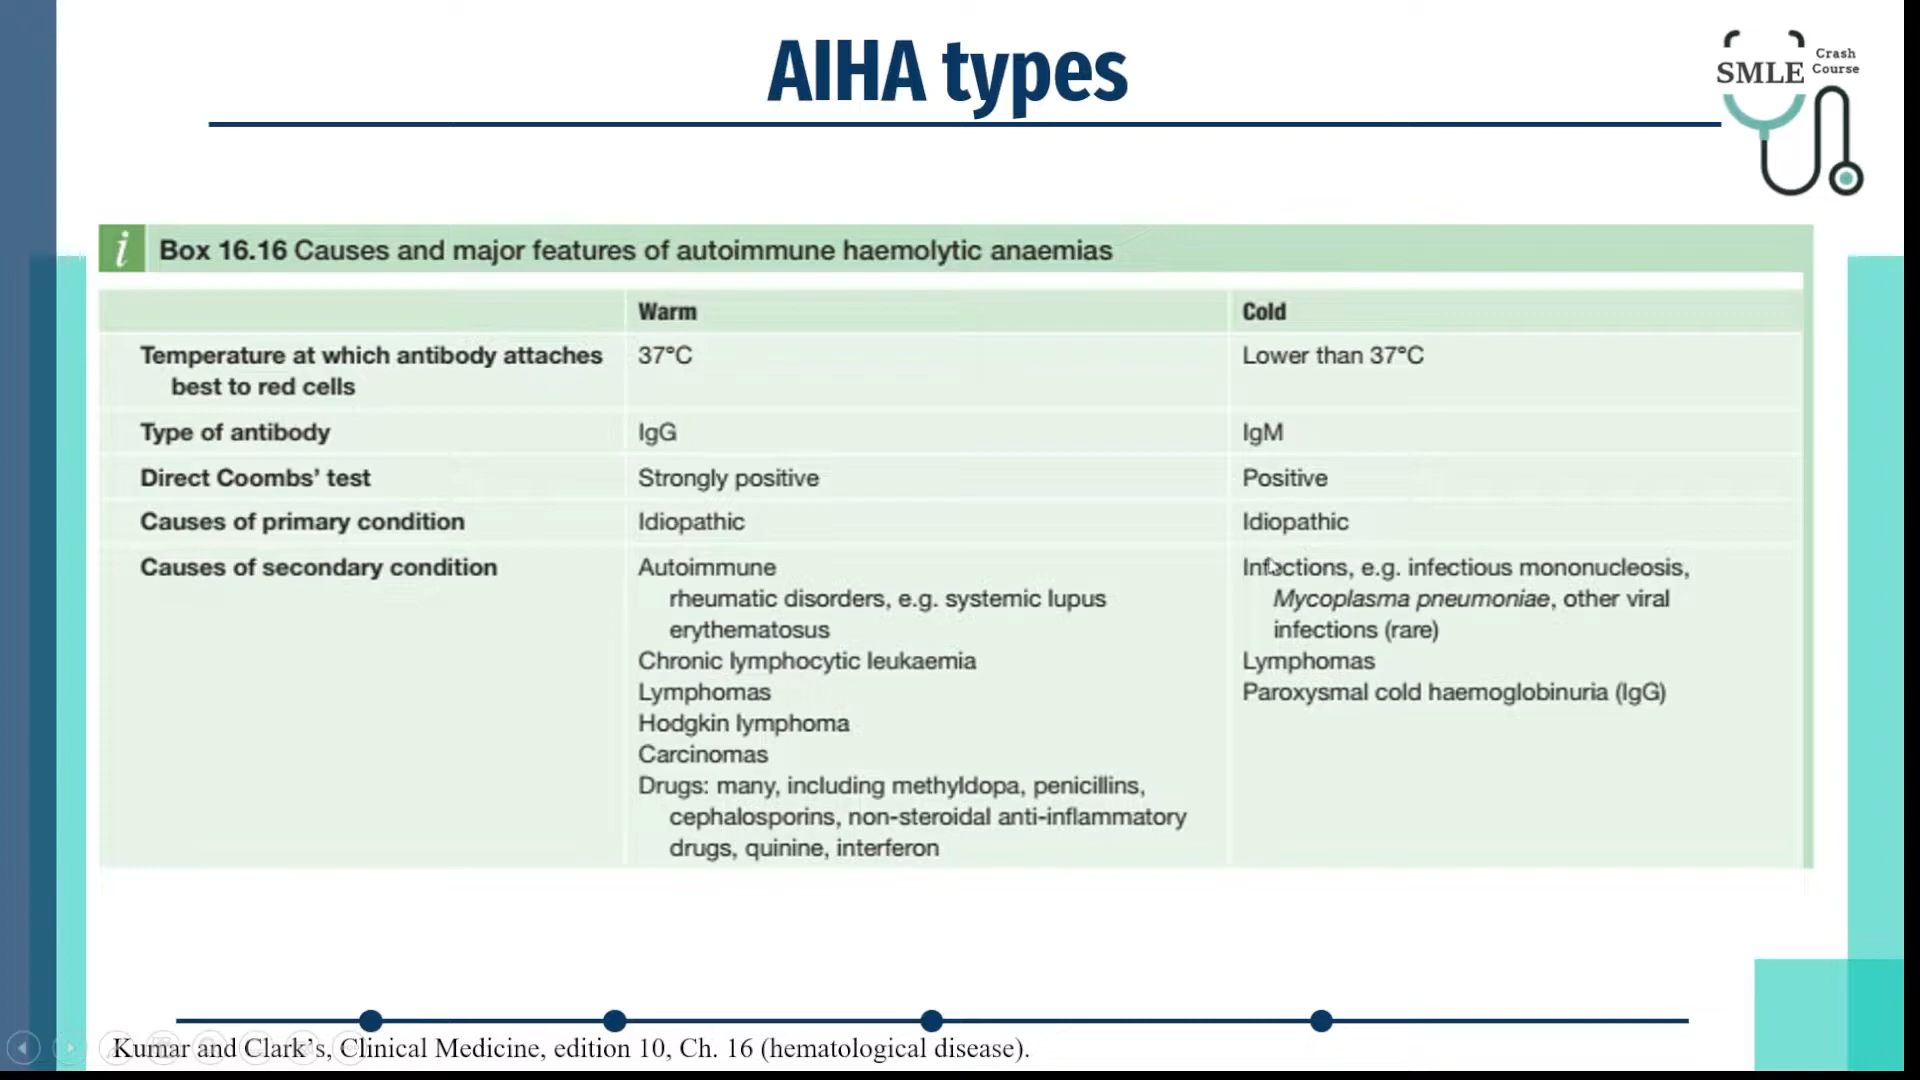 AIHA types
SMLE Crash Course
i
Box 16.16 Causes and major features of autoimmune haemolytic anaemias
Warm
Cold
Temperature at which antibody attaches best to red cells
37°C
Lower than 37°C
Type of antibody
IgG
IgM
Direct Coombs’ test
Strongly positive
Positive
Causes of primary condition
Idiopathic
Idiopathic
Causes of secondary condition
Autoimmune
rheumatic disorders, e.g. systemic lupus
erythematosus
Chronic lymphocytic leukaemia
Lymphomas
Hodgkin lymphoma
Carcinomas
Drugs: many, including methyldopa, penicillins,
cephalosporins, non-steroidal anti-inflammatory
drugs, quinine, interferon
Infections, e.g. infectious mononucleosis,
Mycoplasma pneumoniae, other viral
infections (rare)
Lymphomas
Paroxysmal cold haemoglobinuria (IgG)
Kumar and Clark’s, Clinical Medicine, edition 10, Ch. 16 (hematological disease).